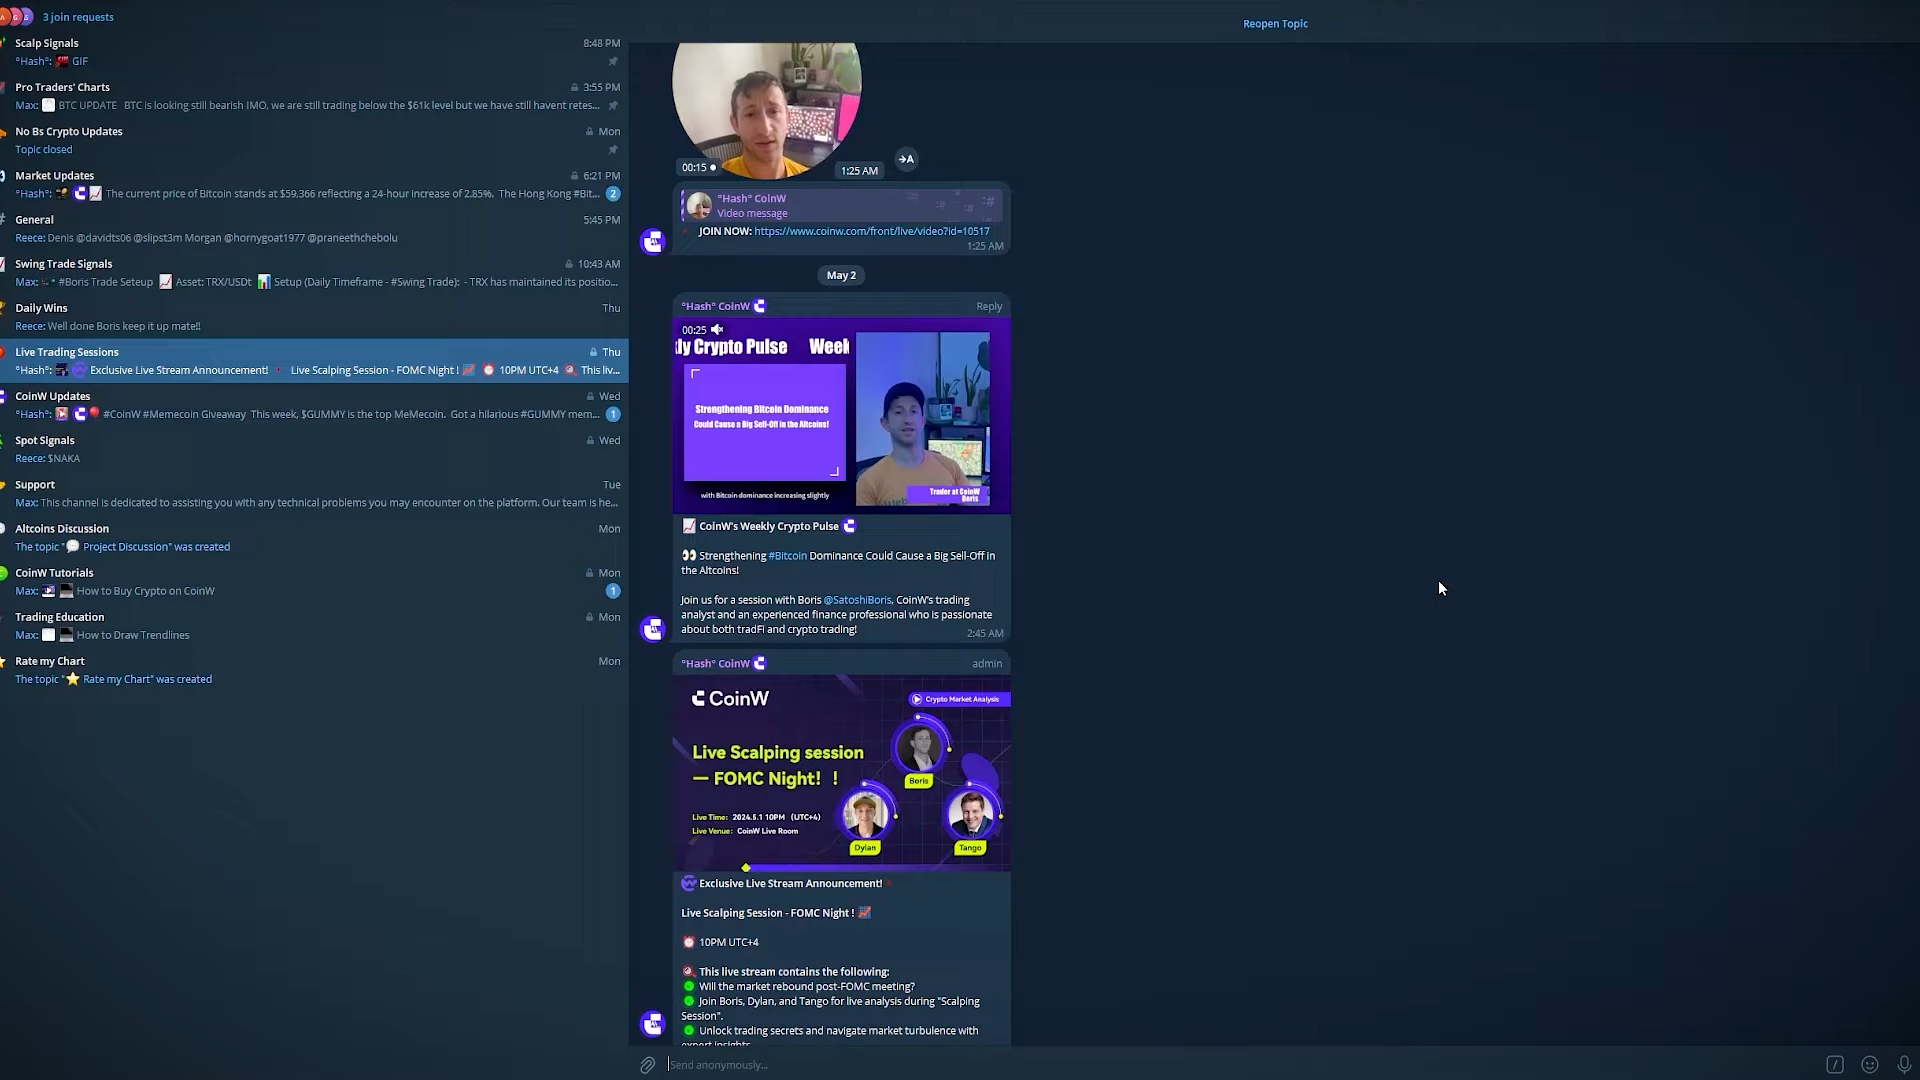 3 join requests
Scalp Signals 8:48 PM
°Hash°: GIF
Pro Traders' Charts 3:55 PM
Max: BTC UPDATE BTC is looking still bearish IMO, we are still trading below the $61k level but we have still havent retes...
No Bs Crypto Updates Mon
Topic closed
Market Updates 6:21 PM
°Hash°: The current price of Bitcoin stands at $59,366 reflecting a 24-hour increase of 2.85%. The Hong Kong #Bit... 2
General 5:45 PM
Reece: Denis @davidts06 @slipst3m Morgan @hornygoat1977 @praneethchebolu
Swing Trade Signals 10:43 AM
Max: #Boris Trade Seteup Asset: TRX/USDt Setup (Daily Timeframe - #Swing Trade): - TRX has maintained its positio...
Daily Wins Thu
Reece: Well done Boris keep it up mate!!
Live Trading Sessions Thu
°Hash°: Exclusive Live Stream Announcement! Live Scalping Session - FOMC Night ! 10PM UTC+4 This liv...
CoinW Updates Wed
°Hash°: #CoinW #Memecoin Giveaway This week, $GUMMY is the top MeMecoin. Got a hilarious #GUMMY mem... 1
Spot Signals Wed
Reece: $NAKA
Support Tue
Max: This channel is dedicated to assisting you with any technical problems you may encounter on the platform. Our team is he...
Altcoins Discussion Mon
The topic "💬 Project Discussion" was created
CoinW Tutorials Mon
Max: How to Buy Crypto on CoinW 1
Trading Education Mon
Max: How to Draw Trendlines
Rate my Chart Mon
The topic "⭐ Rate my Chart" was created
Reopen Topic
00:15
1:25 AM
→A
°Hash° CoinW
Video message
JOIN NOW: https://www.coinw.com/front/live/video?id=10517
1:25 AM
May 2
°Hash° CoinW Reply
00:25
ly Crypto Pulse Week
Strengthening Bitcoin Dominance
Could Cause a Big Sell-Off in the Altcoins!
with Bitcoin dominance increasing slightly
Trader at CoinW
Boris
CoinW's Weekly Crypto Pulse
👀 Strengthening #Bitcoin Dominance Could Cause a Big Sell-Off in
the Altcoins!
Join us for a session with Boris @SatoshiBoris, CoinW's trading
analyst and an experienced finance professional who is passionate
about both tradFI and crypto trading!
2:45 AM
°Hash° CoinW admin
CoinW
Crypto Market Analysis
Live Scalping session
— FOMC Night! !
Boris
Live Time: 2024.5.1 10PM (UTC+4)
Live Venue: CoinW Live Room
Dylan
Tango
Exclusive Live Stream Announcement!
Live Scalping Session - FOMC Night !
10PM UTC+4
This live stream contains the following:
Will the market rebound post-FOMC meeting?
Join Boris, Dylan, and Tango for live analysis during "Scalping
Session".
Unlock trading secrets and navigate market turbulence with
expert insights
Send anonymously...